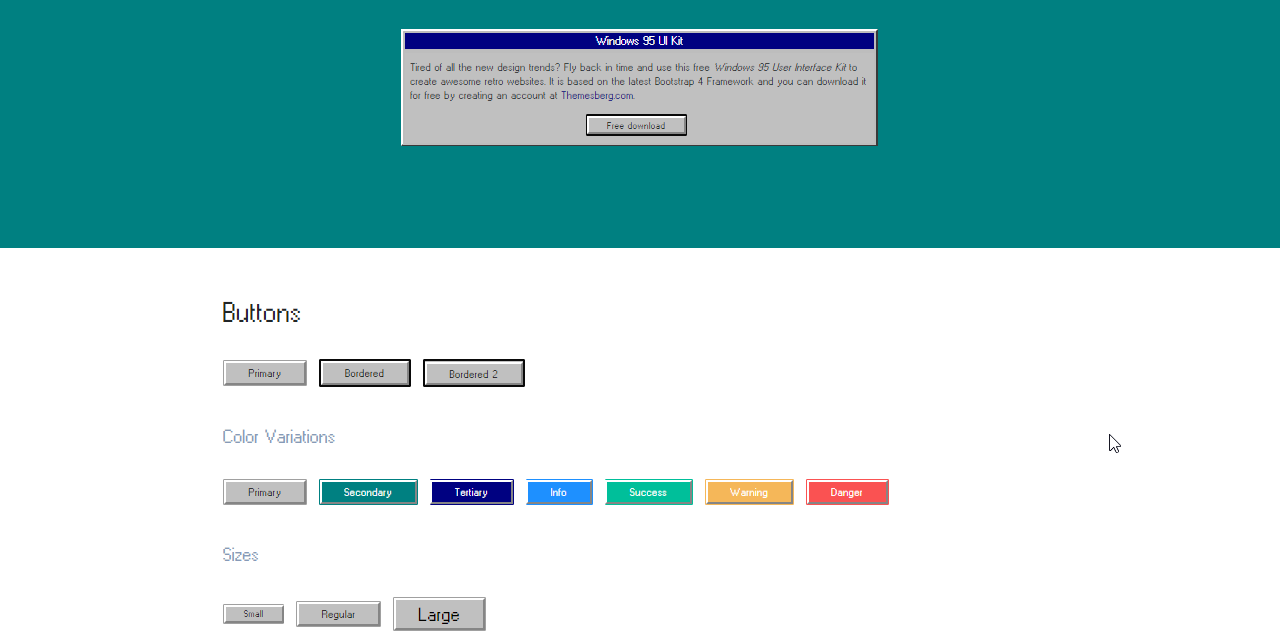 Windows 95 UI Kit
Tired of all the new design trends? Fly back in time and use this free Windows 95 User Interface Kit to
create awesome retro websites. It is based on the latest Bootstrap 4 Framework and you can download it
for free by creating an account at Themesberg.com.
Free download
Buttons
Primary Bordered Bordered 2
Color Variations
Primary Secondary Tertiary Info Success Warning Danger
Sizes
Small Regular Large